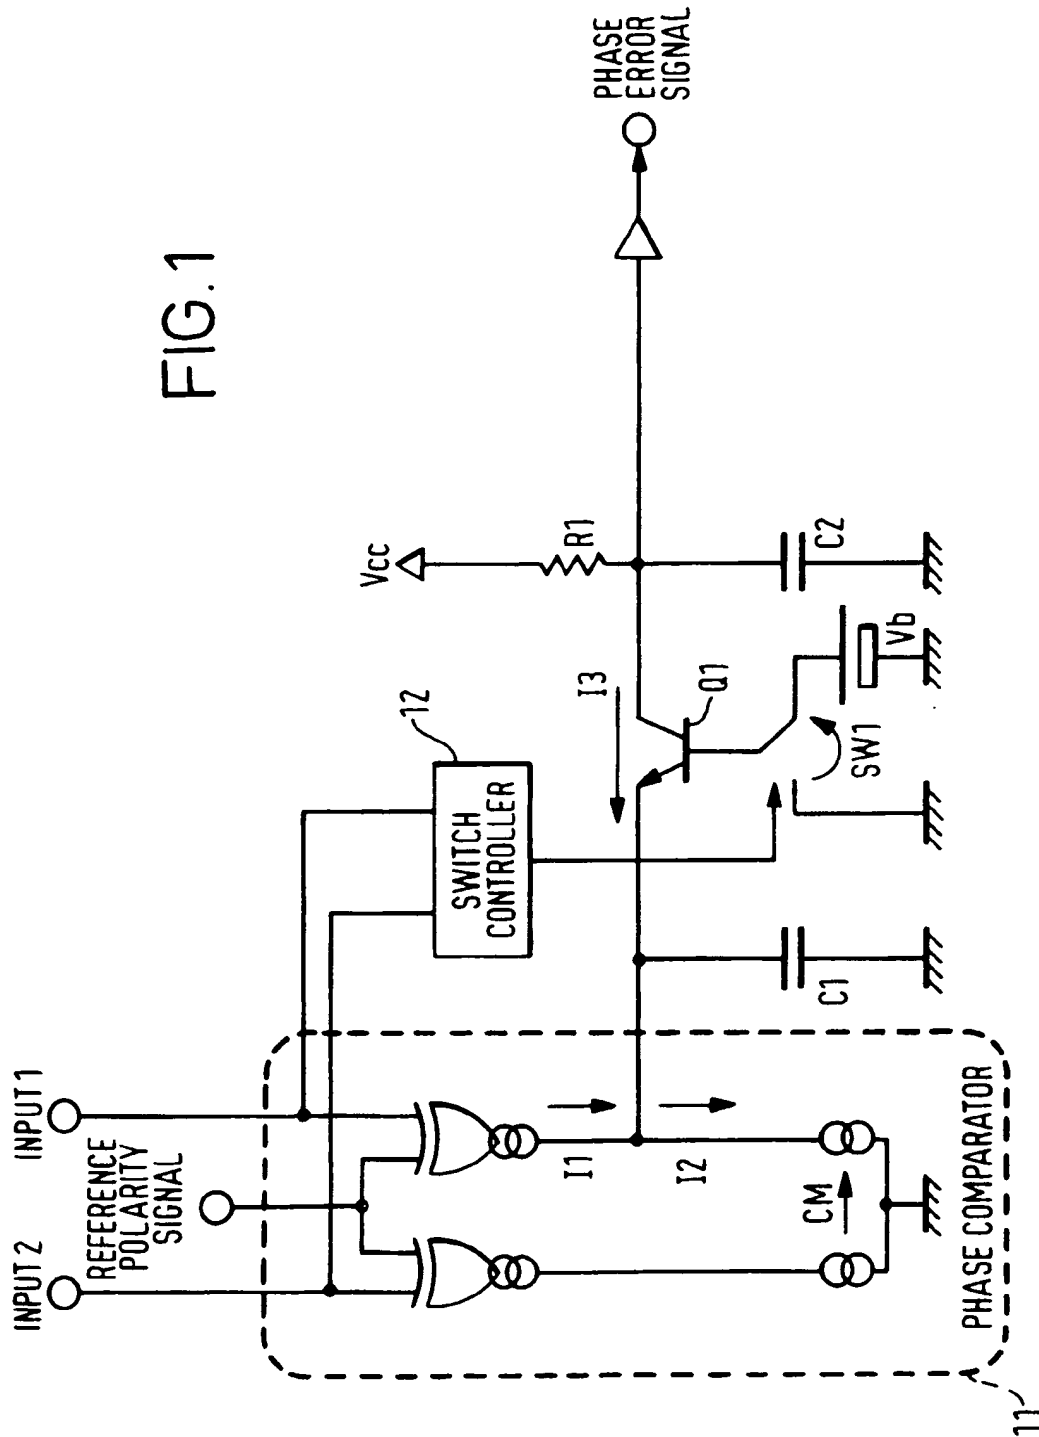 FIG. 1
INPUT 2
REFERENCE
POLARITY
SIGNAL
INPUT 1
Vcc
12
SWITCH
CONTROLLER
I3
R1
PHASE
ERROR
SIGNAL
Q1
I1
I2
CM
C1
SW1
Vb
C2
PHASE COMPARATOR
11